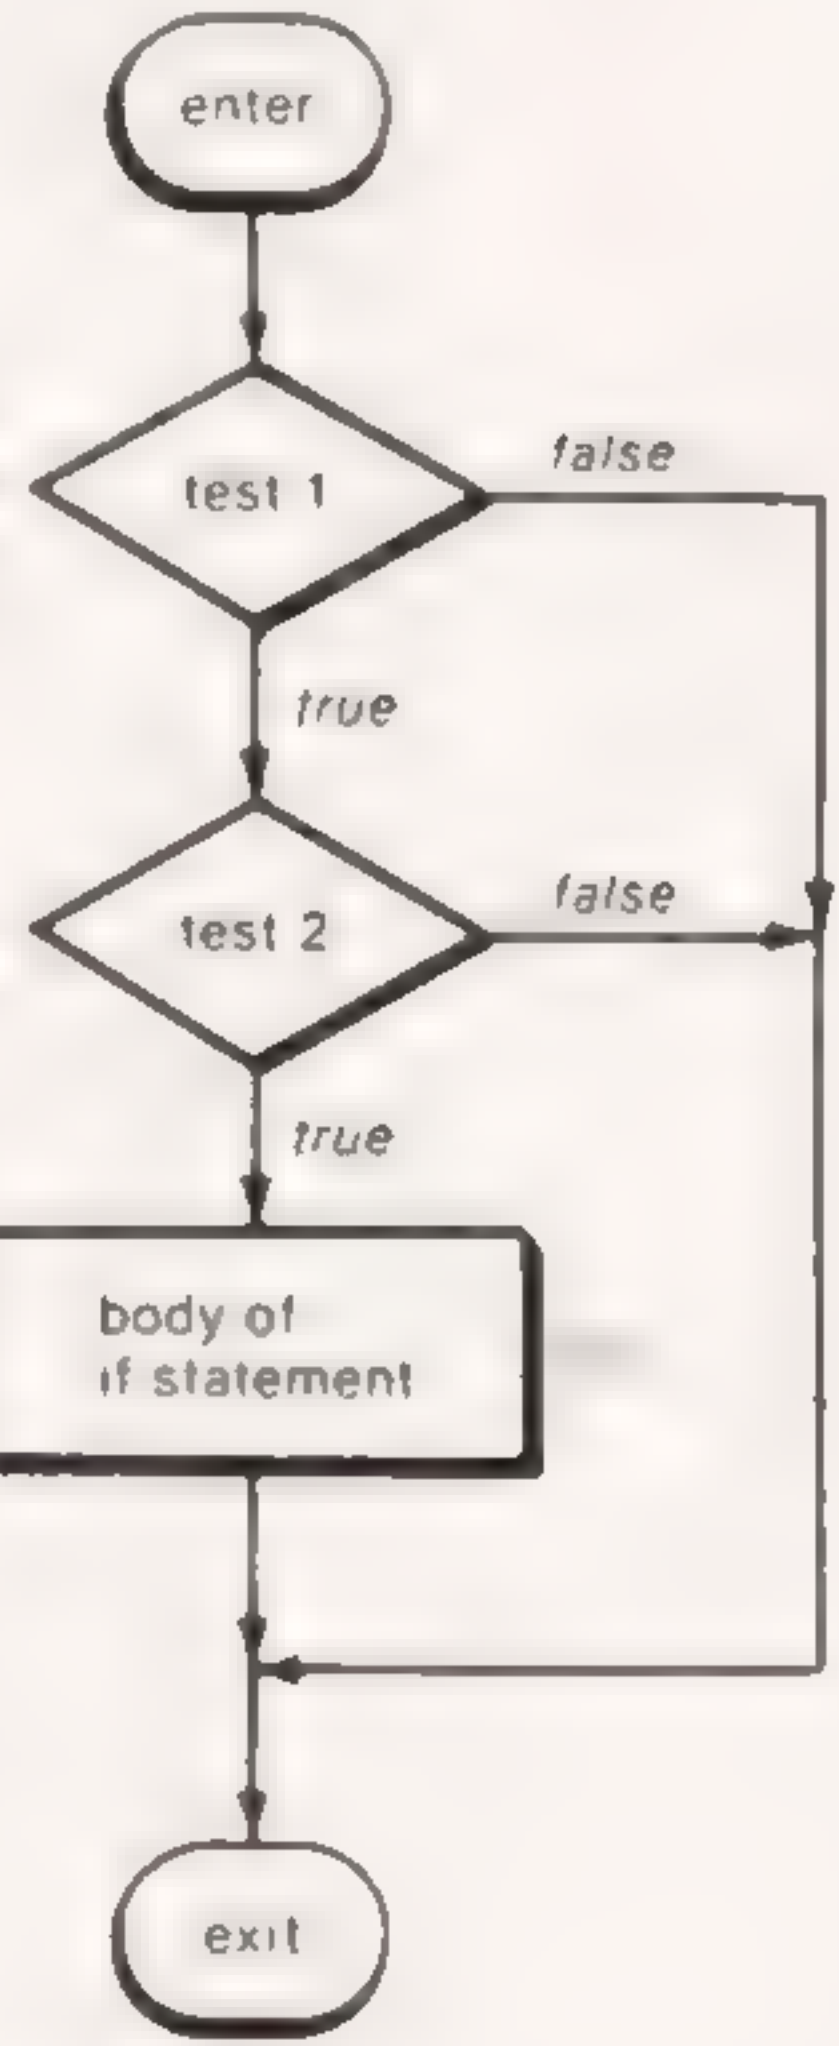 enter
test 1
false
true
test 2
false
true
body of
if statement
exit